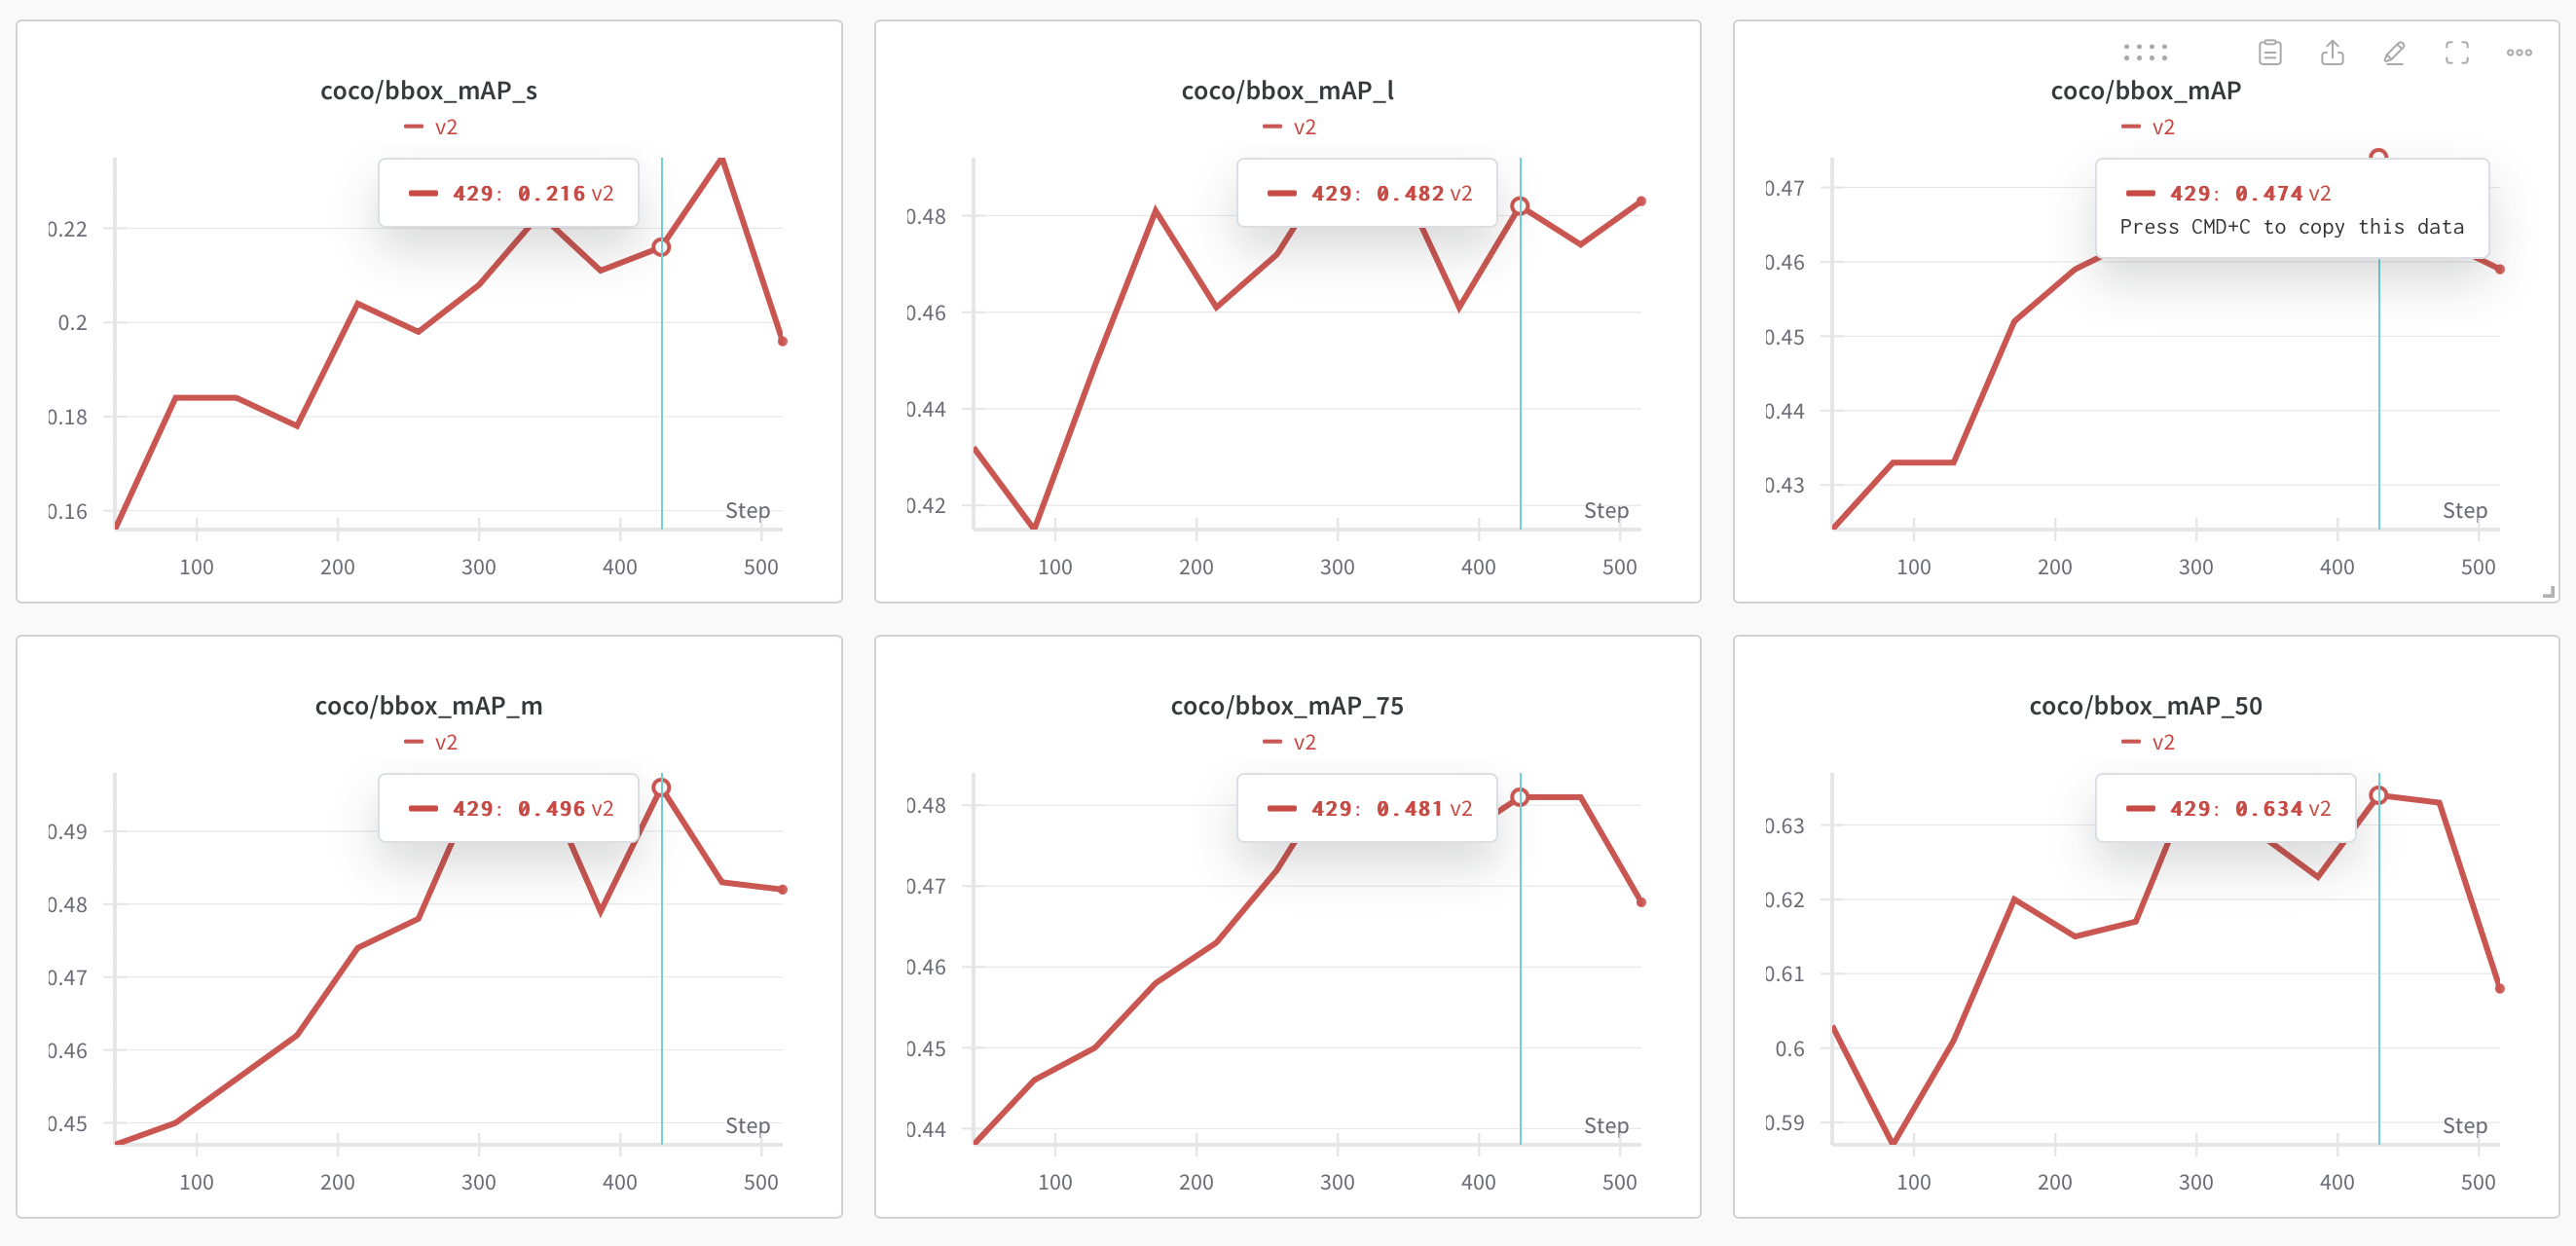 coco/bbox_mAP_s
v2
429: 0.216 v2
0.22
0.2
0.18
0.16
Step
100 200 300 400 500
coco/bbox_mAP_l
v2
429: 0.482 v2
0.48
0.46
0.44
0.42
Step
100 200 300 400 500
coco/bbox_mAP
v2
429: 0.474 v2
Press CMD+C to copy this data
0.47
0.46
0.45
0.44
0.43
Step
100 200 300 400 500
coco/bbox_mAP_m
v2
429: 0.496 v2
0.49
0.48
0.47
0.46
0.45
Step
100 200 300 400 500
coco/bbox_mAP_75
v2
429: 0.481 v2
0.48
0.47
0.46
0.45
0.44
Step
100 200 300 400 500
coco/bbox_mAP_50
v2
429: 0.634 v2
0.63
0.62
0.61
0.6
0.59
Step
100 200 300 400 500